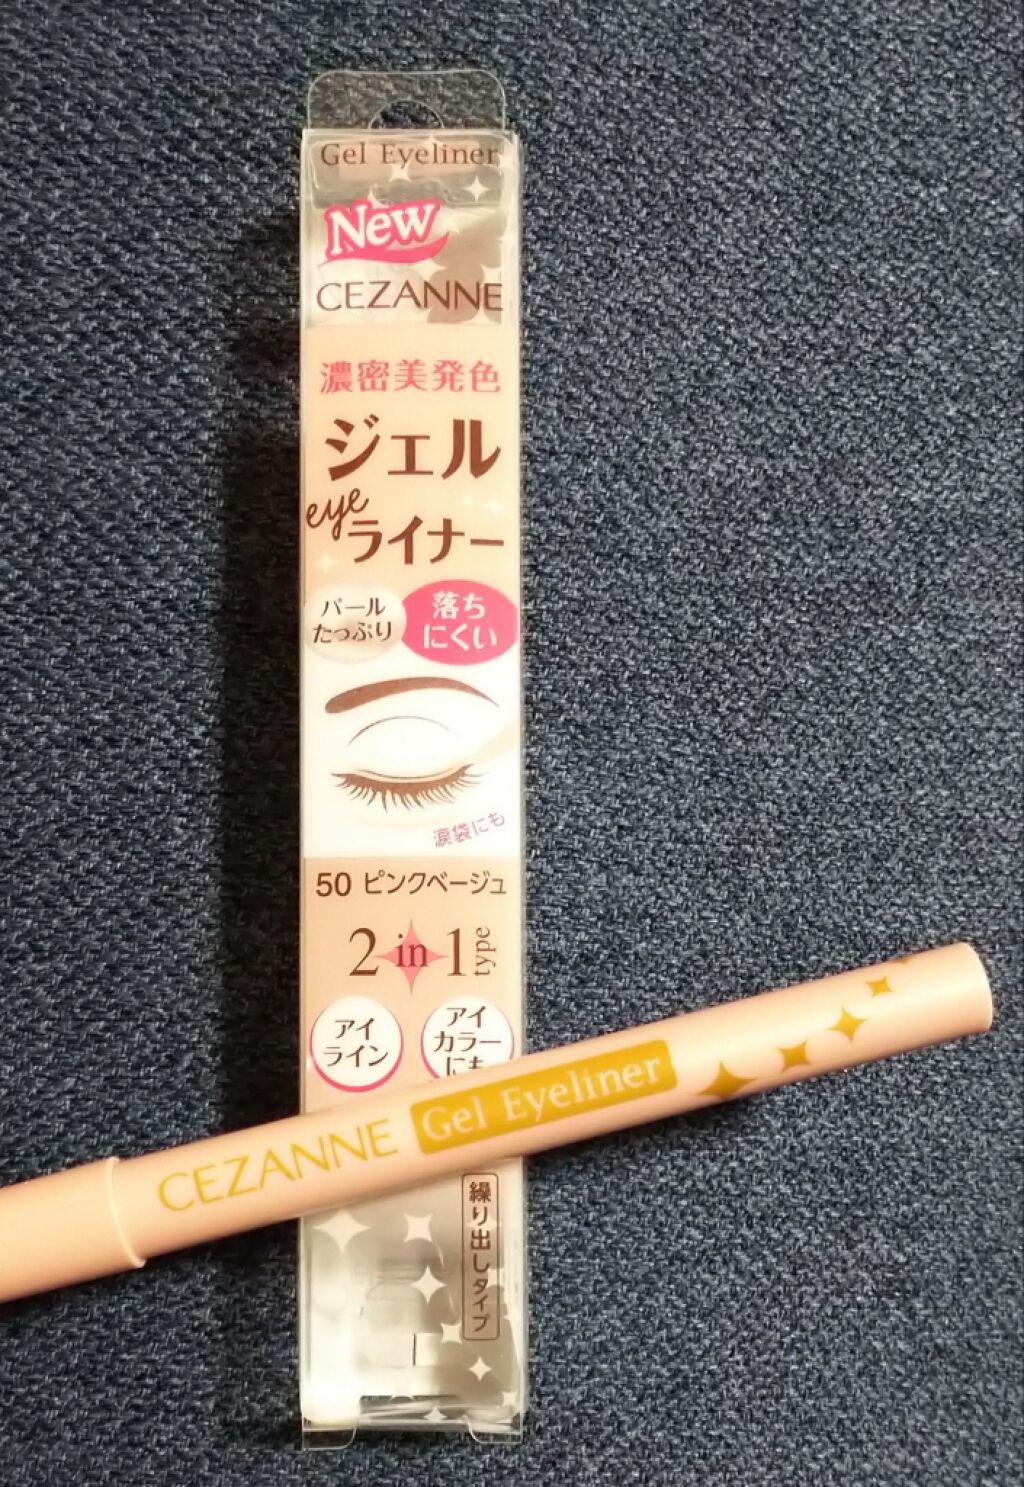 Gel Eyeliner
New
CEZANNE
濃密美発色
ジェル
eye
ライナー
パール
たっぷり
落ち
にくい
涙袋にも
50 ピンクベージュ
2 in 1 type
アイ
ライン
アイ
カラー
にも
CEZANNE Gel Eyeliner
繰り出しタイプ